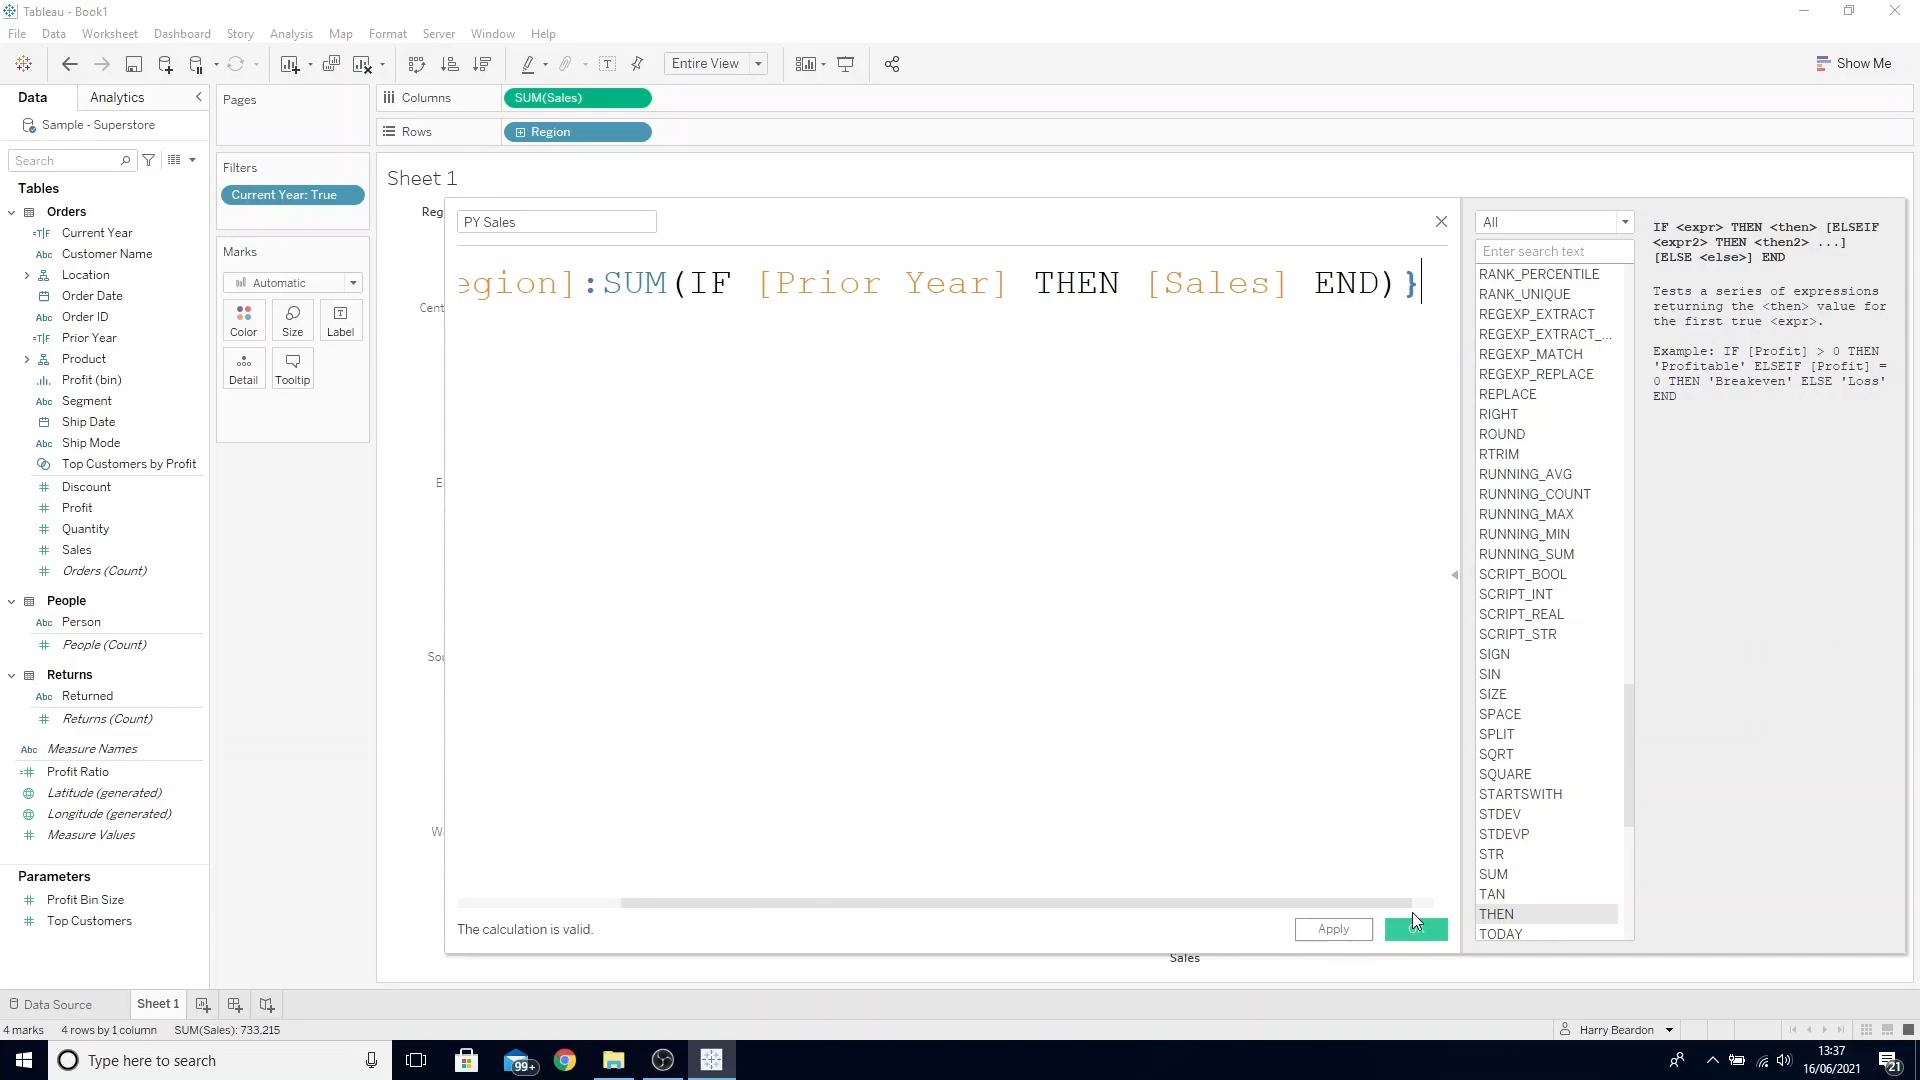 Tableau - Book1
File Data Worksheet Dashboard Story Analysis Map Format Server Window Help
Entire View
Show Me
Data Analytics
Sample - Superstore
Search
Tables
Orders
Current Year
Customer Name
Location
Order Date
Order ID
Prior Year
Product
Profit (bin)
Segment
Ship Date
Ship Mode
Top Customers by Profit
Discount
Profit
Quantity
Sales
Orders (Count)
People
Person
People (Count)
Returns
Returned
Returns (Count)
Measure Names
Profit Ratio
Latitude (generated)
Longitude (generated)
Measure Values
Parameters
Profit Bin Size
Top Customers
Pages
Filters
Current Year: True
Marks
Automatic
Color Size Label
Detail Tooltip
Columns SUM(Sales)
Rows Region
Sheet 1
Reg
Cent
E
Sou
W
Sales
PY Sales
egion]:SUM(IF [Prior Year] THEN [Sales] END)}
The calculation is valid.
Apply
All
Enter search text
RANK_PERCENTILE
RANK_UNIQUE
REGEXP_EXTRACT
REGEXP_EXTRACT_...
REGEXP_MATCH
REGEXP_REPLACE
REPLACE
RIGHT
ROUND
RTRIM
RUNNING_AVG
RUNNING_COUNT
RUNNING_MAX
RUNNING_MIN
RUNNING_SUM
SCRIPT_BOOL
SCRIPT_INT
SCRIPT_REAL
SCRIPT_STR
SIGN
SIN
SIZE
SPACE
SPLIT
SQRT
SQUARE
STARTSWITH
STDEV
STDEVP
STR
SUM
TAN
THEN
TODAY
IF <expr> THEN <then> [ELSEIF
<expr2> THEN <then2> ...]
[ELSE <else>] END
Tests a series of expressions
returning the <then> value for
the first true <expr>.
Example: IF [Profit] > 0 THEN
'Profitable' ELSEIF [Profit] =
0 THEN 'Breakeven' ELSE 'Loss'
END
Data Source Sheet 1
4 marks 4 rows by 1 column SUM(Sales): 733,215
Harry Beardon
Type here to search
99+
13:37
16/06/2021
21